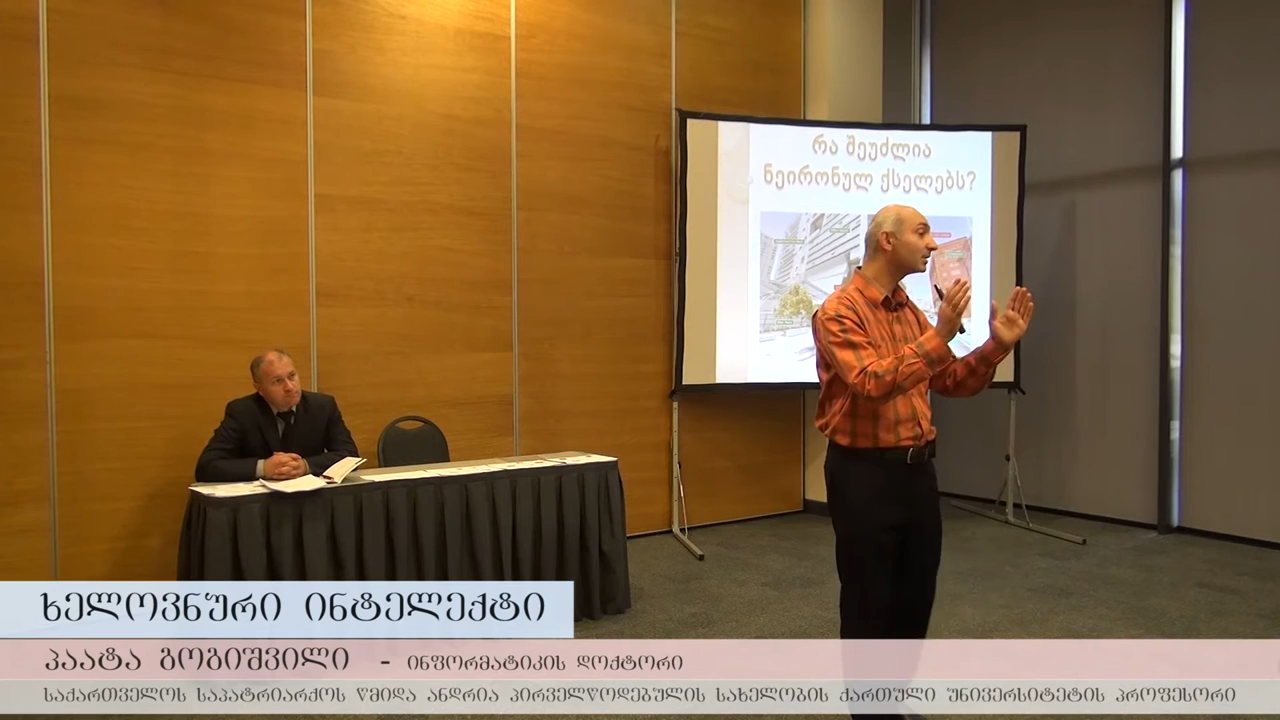 რა შეუძლია
ნეირონულ ქსელებს?
ხელოვნური ინტელექტი
პაატა გოგიშვილი - ინფორმატიკის დოქტორი
საქართველოს საპატრიარქოს წმიდა ანდრია პირველწოდებულის სახელობის ქართული უნივერსიტეტის პროფესორი